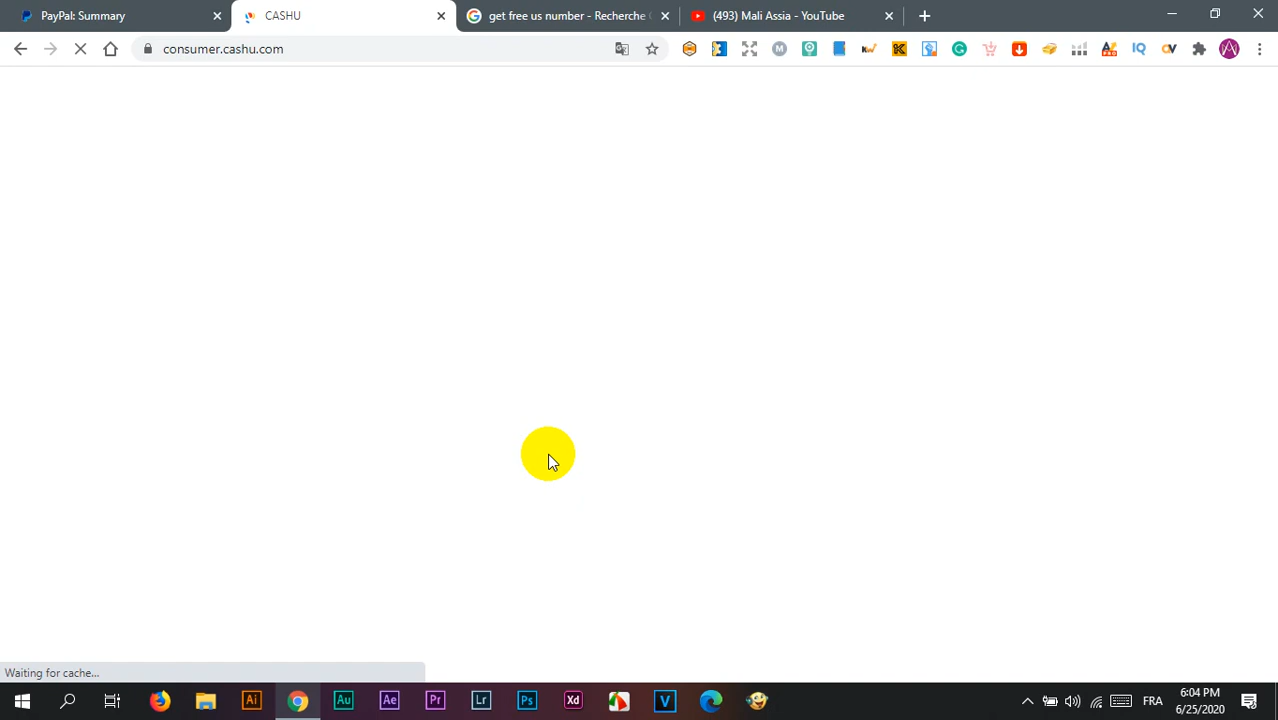 PayPal: Summary
CASHU
get free us number - Recherche
(493) Mali Assia - YouTube
consumer.cashu.com
Waiting for cache...
FRA
6:04 PM
6/25/2020